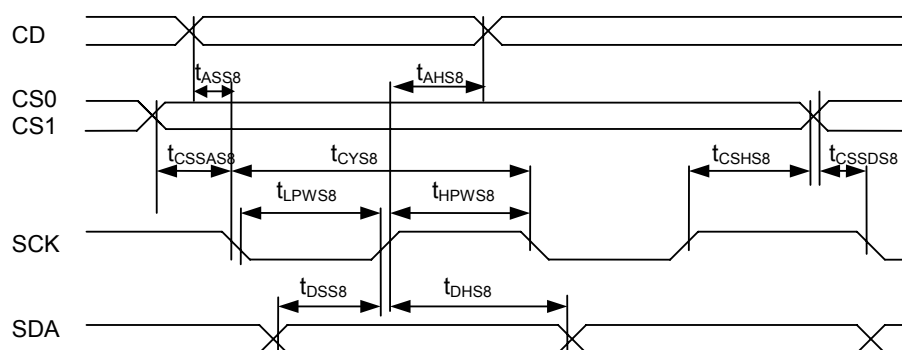 CD
tASS8 tAHS8
CS0
CS1
tCSSAS8 tCYS8 tCSHS8 tCSSDS8
tLPWS8 tHPWS8
SCK
tDSS8 tDHS8
SDA